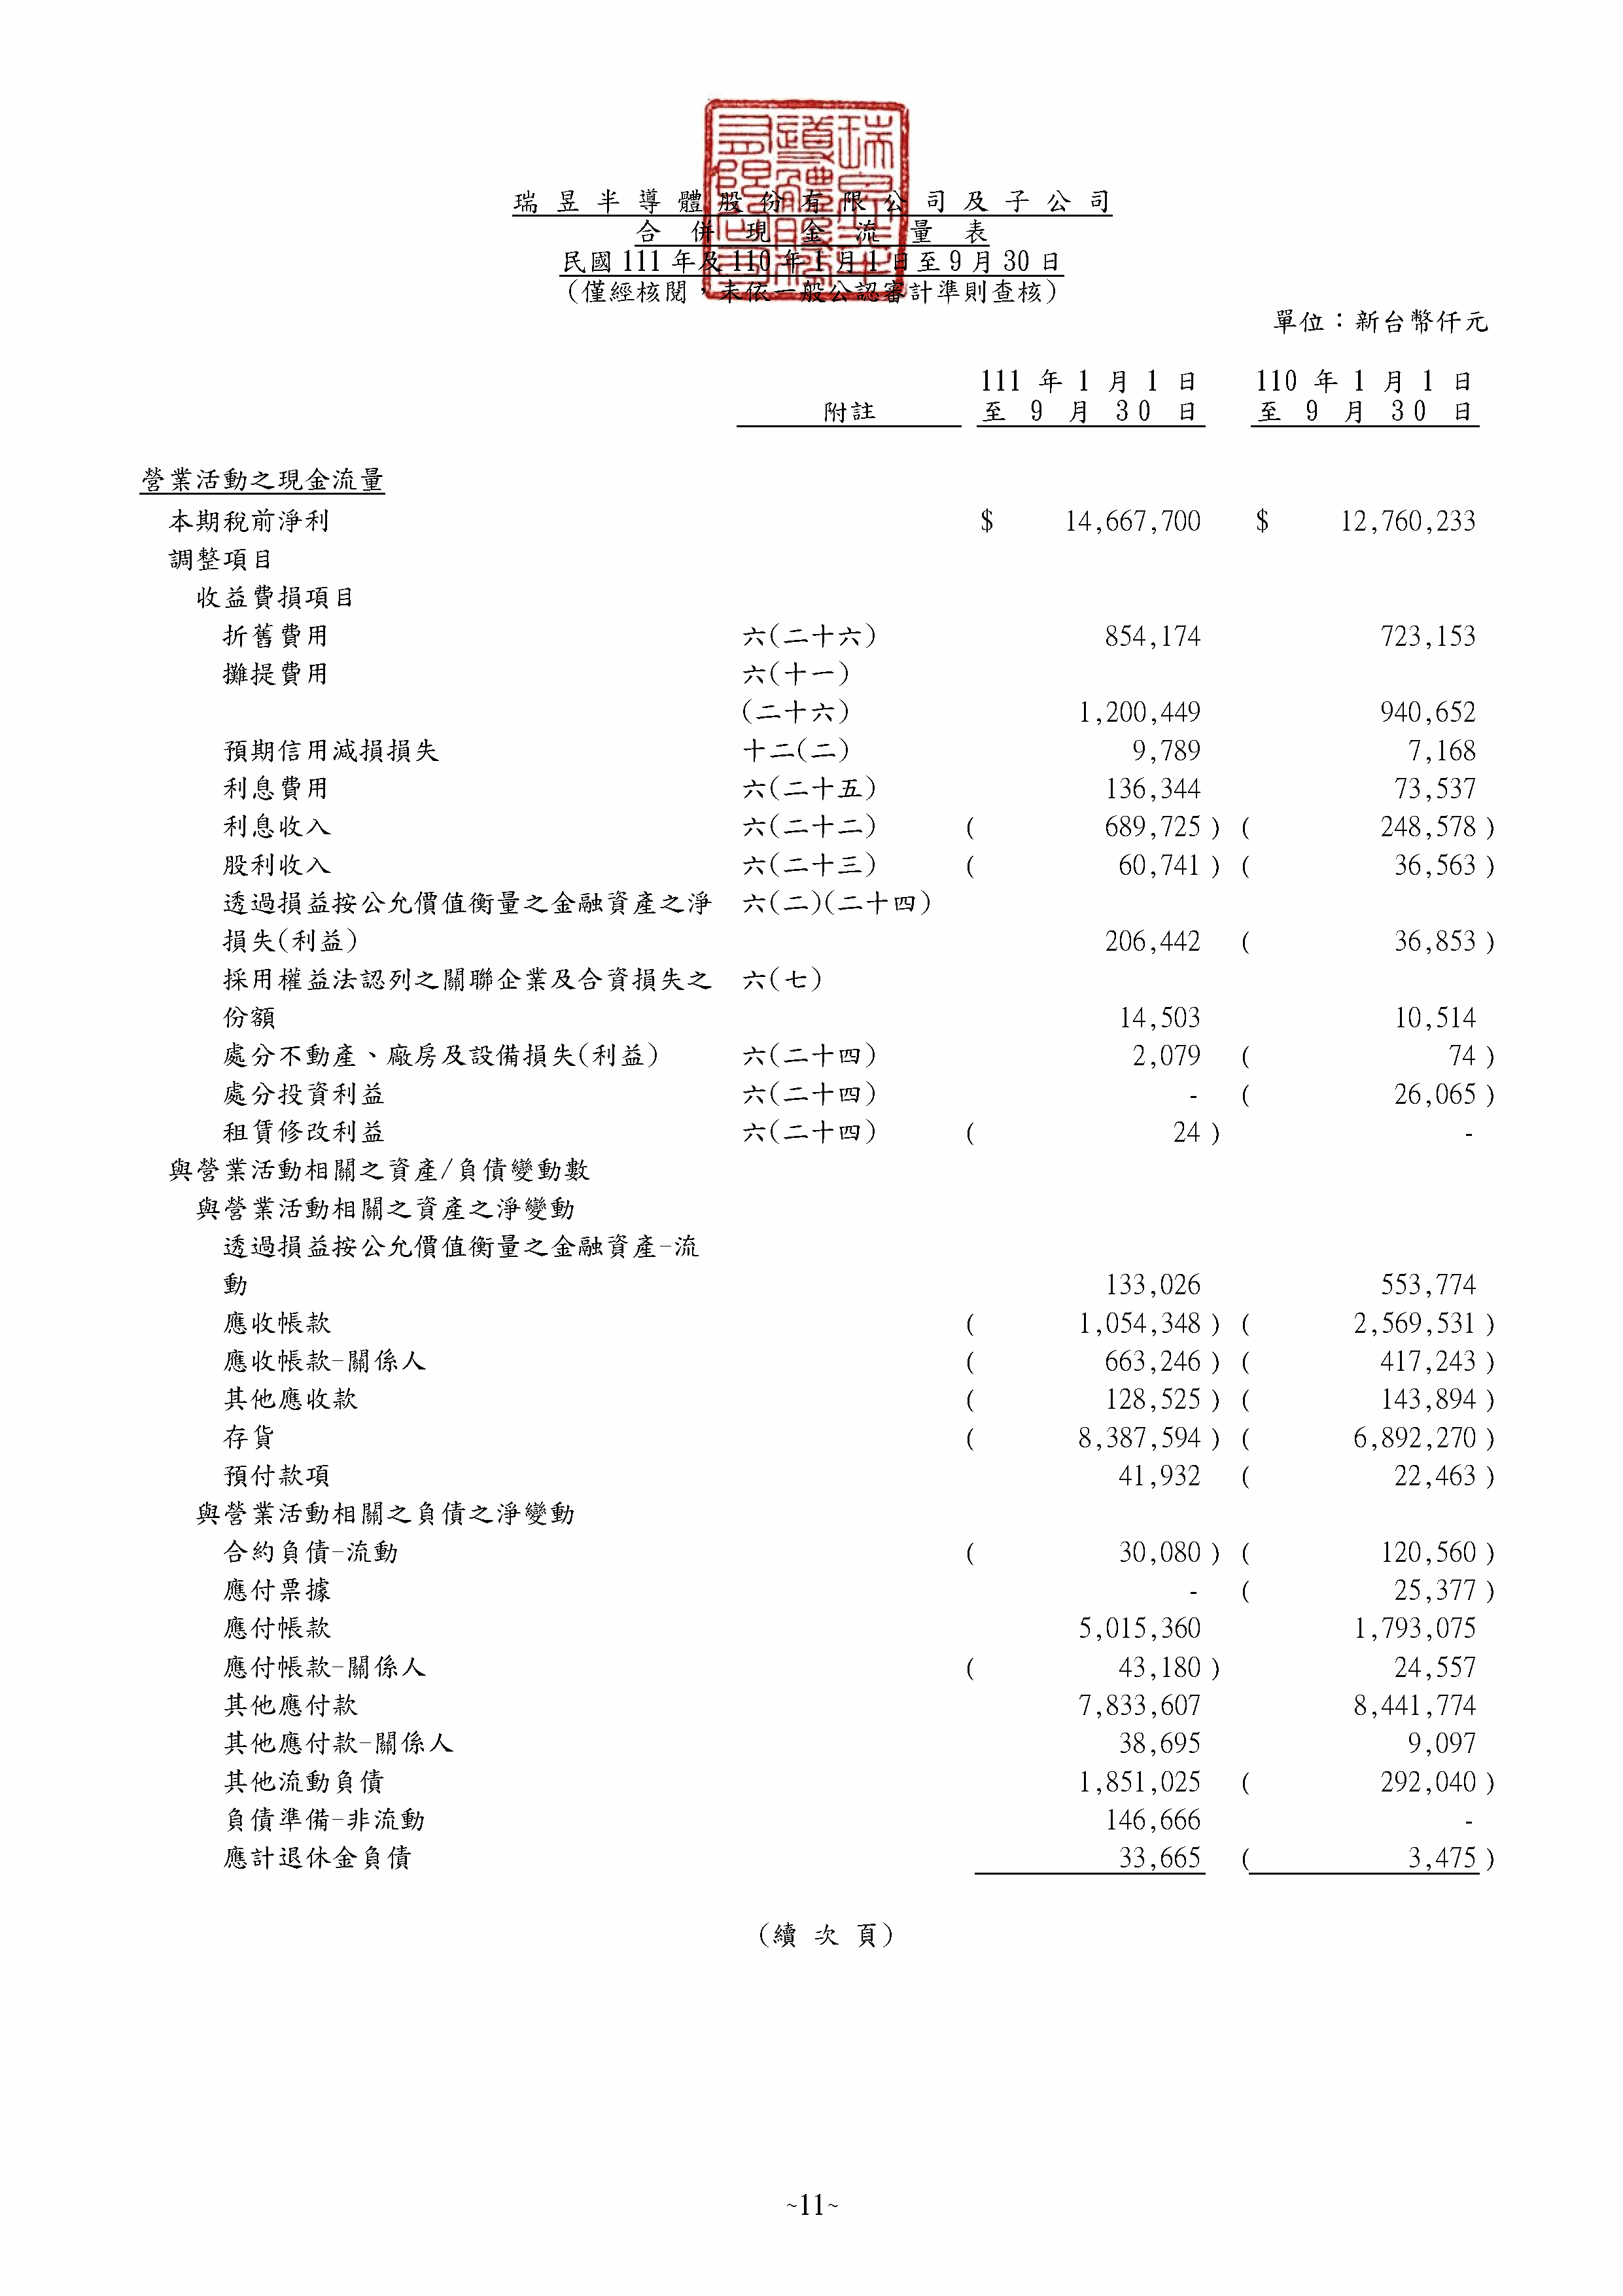 瑞昱半導體股份有限公司及子公司
合併現金流量表
民國111年及110年1月1日至9月30日
(僅經核閱，未依一般公認審計準則查核)
單位：新台幣仟元
111 年 1 月 1 日 110 年 1 月 1 日
附註 至 9 月 30 日 至 9 月 30 日
營業活動之現金流量
本期稅前淨利 $ 14,667,700 $ 12,760,233
調整項目
收益費損項目
折舊費用 六(二十六) 854,174 723,153
攤提費用 六(十一)
(二十六) 1,200,449 940,652
預期信用減損損失 十二(二) 9,789 7,168
利息費用 六(二十五) 136,344 73,537
利息收入 六(二十二) ( 689,725 ) ( 248,578 )
股利收入 六(二十三) ( 60,741 ) ( 36,563 )
透過損益按公允價值衡量之金融資產之淨 六(二)(二十四)
損失(利益) 206,442 ( 36,853 )
採用權益法認列之關聯企業及合資損失之 六(七)
份額 14,503 10,514
處分不動產、廠房及設備損失(利益) 六(二十四) 2,079 ( 74 )
處分投資利益 六(二十四) - ( 26,065 )
租賃修改利益 六(二十四) ( 24 ) -
與營業活動相關之資產/負債變動數
與營業活動相關之資產之淨變動
透過損益按公允價值衡量之金融資產-流
動 133,026 553,774
應收帳款 ( 1,054,348 ) ( 2,569,531 )
應收帳款-關係人 ( 663,246 ) ( 417,243 )
其他應收款 ( 128,525 ) ( 143,894 )
存貨 ( 8,387,594 ) ( 6,892,270 )
預付款項 41,932 ( 22,463 )
與營業活動相關之負債之淨變動
合約負債-流動 ( 30,080 ) ( 120,560 )
應付票據 - ( 25,377 )
應付帳款 5,015,360 1,793,075
應付帳款-關係人 ( 43,180 ) 24,557
其他應付款 7,833,607 8,441,774
其他應付款-關係人 38,695 9,097
其他流動負債 1,851,025 ( 292,040 )
負債準備-非流動 146,666 -
應計退休金負債 33,665 ( 3,475 )
(續 次 頁)
~11~